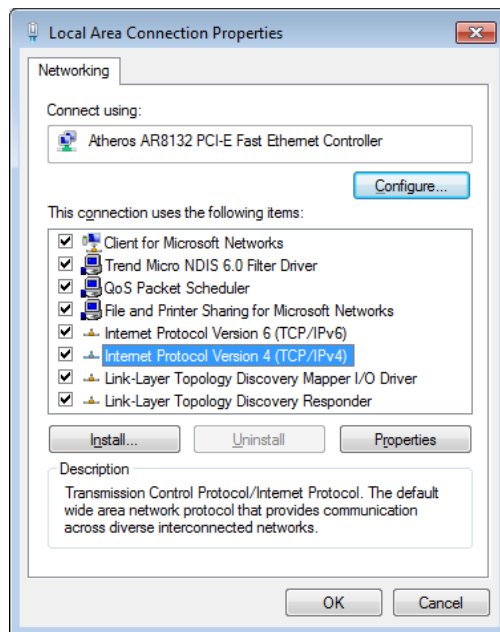 Local Area Connection Properties
Networking
Connect using:
Atheros AR8132 PCI-E Fast Ethernet Controller
Configure...
This connection uses the following items:
Client for Microsoft Networks
Trend Micro NDIS 6.0 Filter Driver
QoS Packet Scheduler
File and Printer Sharing for Microsoft Networks
Internet Protocol Version 6 (TCP/IPv6)
Internet Protocol Version 4 (TCP/IPv4)
Link-Layer Topology Discovery Mapper I/O Driver
Link-Layer Topology Discovery Responder
Install... Uninstall Properties
Description
Transmission Control Protocol/Internet Protocol. The default
wide area network protocol that provides communication
across diverse interconnected networks.
OK Cancel